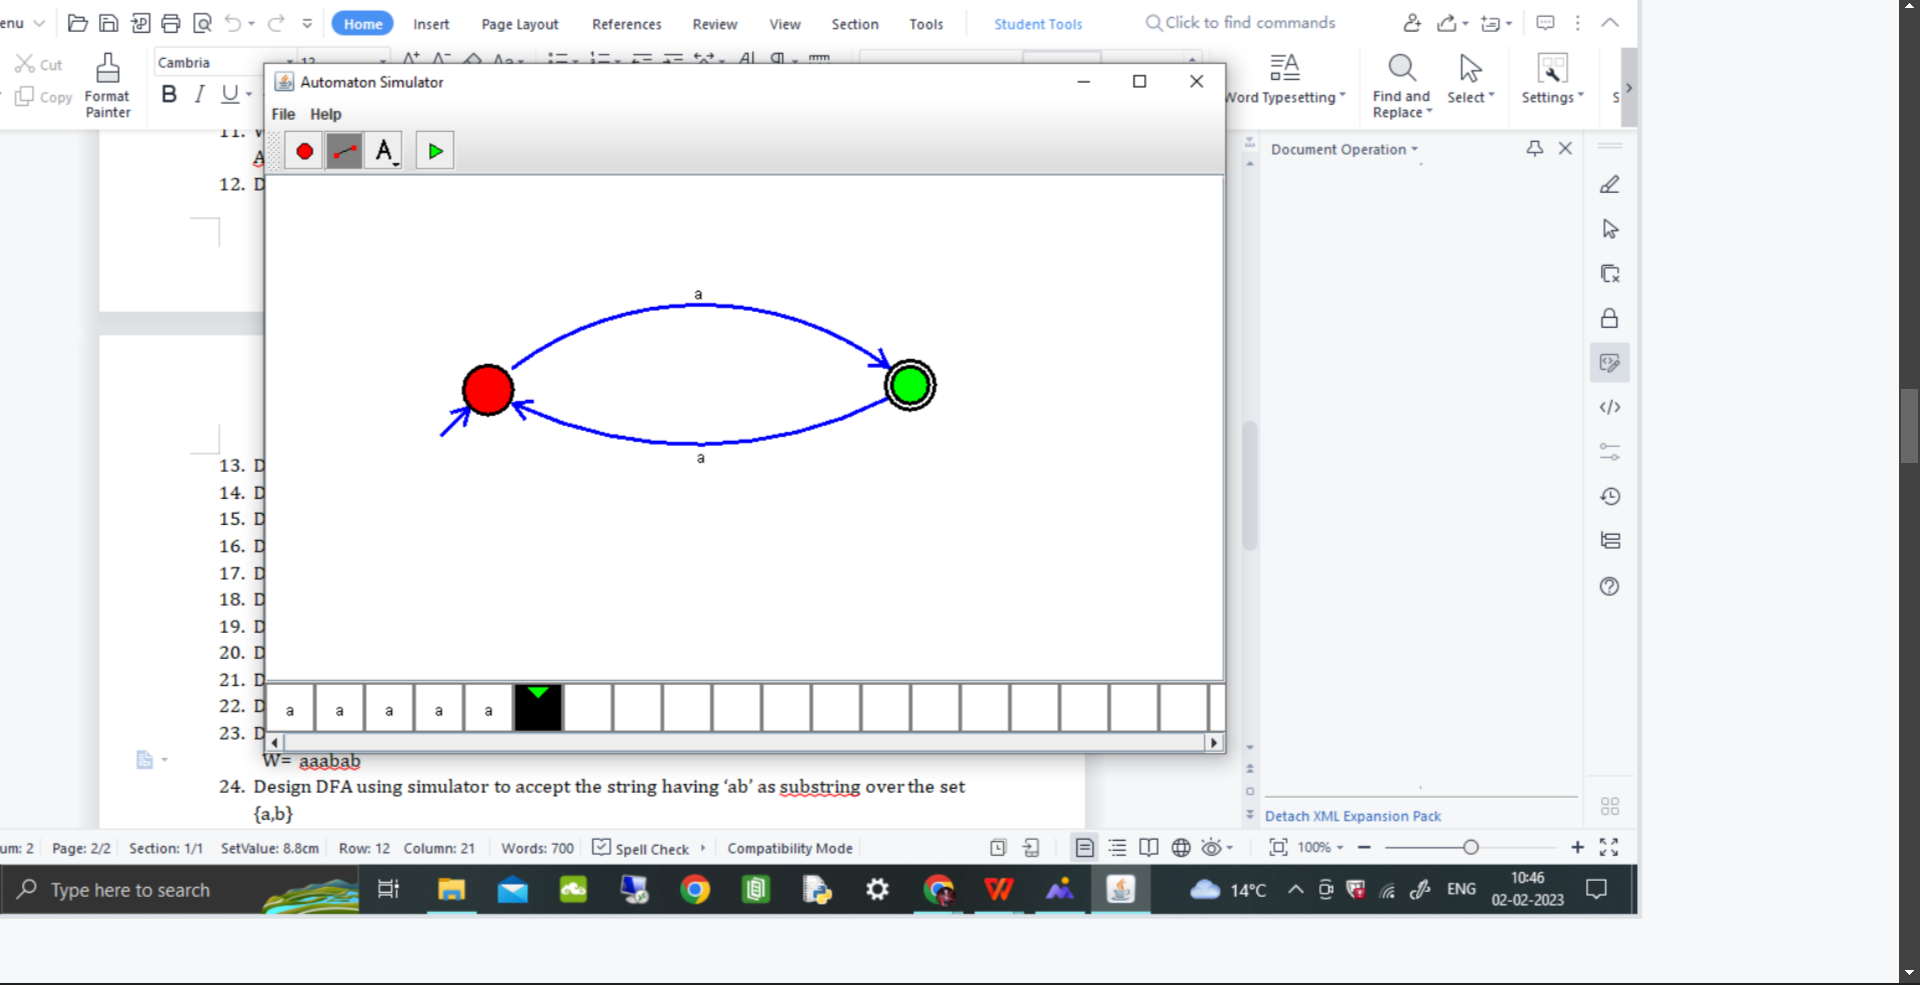 enu
Home Insert Page Layout References Review View Section Tools Student Tools Click to find commands
Cut Copy Format Painter
Cambria 12
B I U
Word Typesetting
Find and Replace
Select
Settings
S
Automaton Simulator
File Help
A
Document Operation
11.
A
12. D
a
a
13. D
14. D
15. D
16. D
17. D
18. D
19. D
20. D
21. D
22. D
23. D
a a a a a
W= aaabab
24. Design DFA using simulator to accept the string having ‘ab’ as substring over the set
{a,b}
Detach XML Expansion Pack
um: 2 Page: 2/2 Section: 1/1 SetValue: 8.8cm Row: 12 Column: 21 Words: 700 Spell Check Compatibility Mode 100%
Type here to search 14°C ENG 10:46
02-02-2023